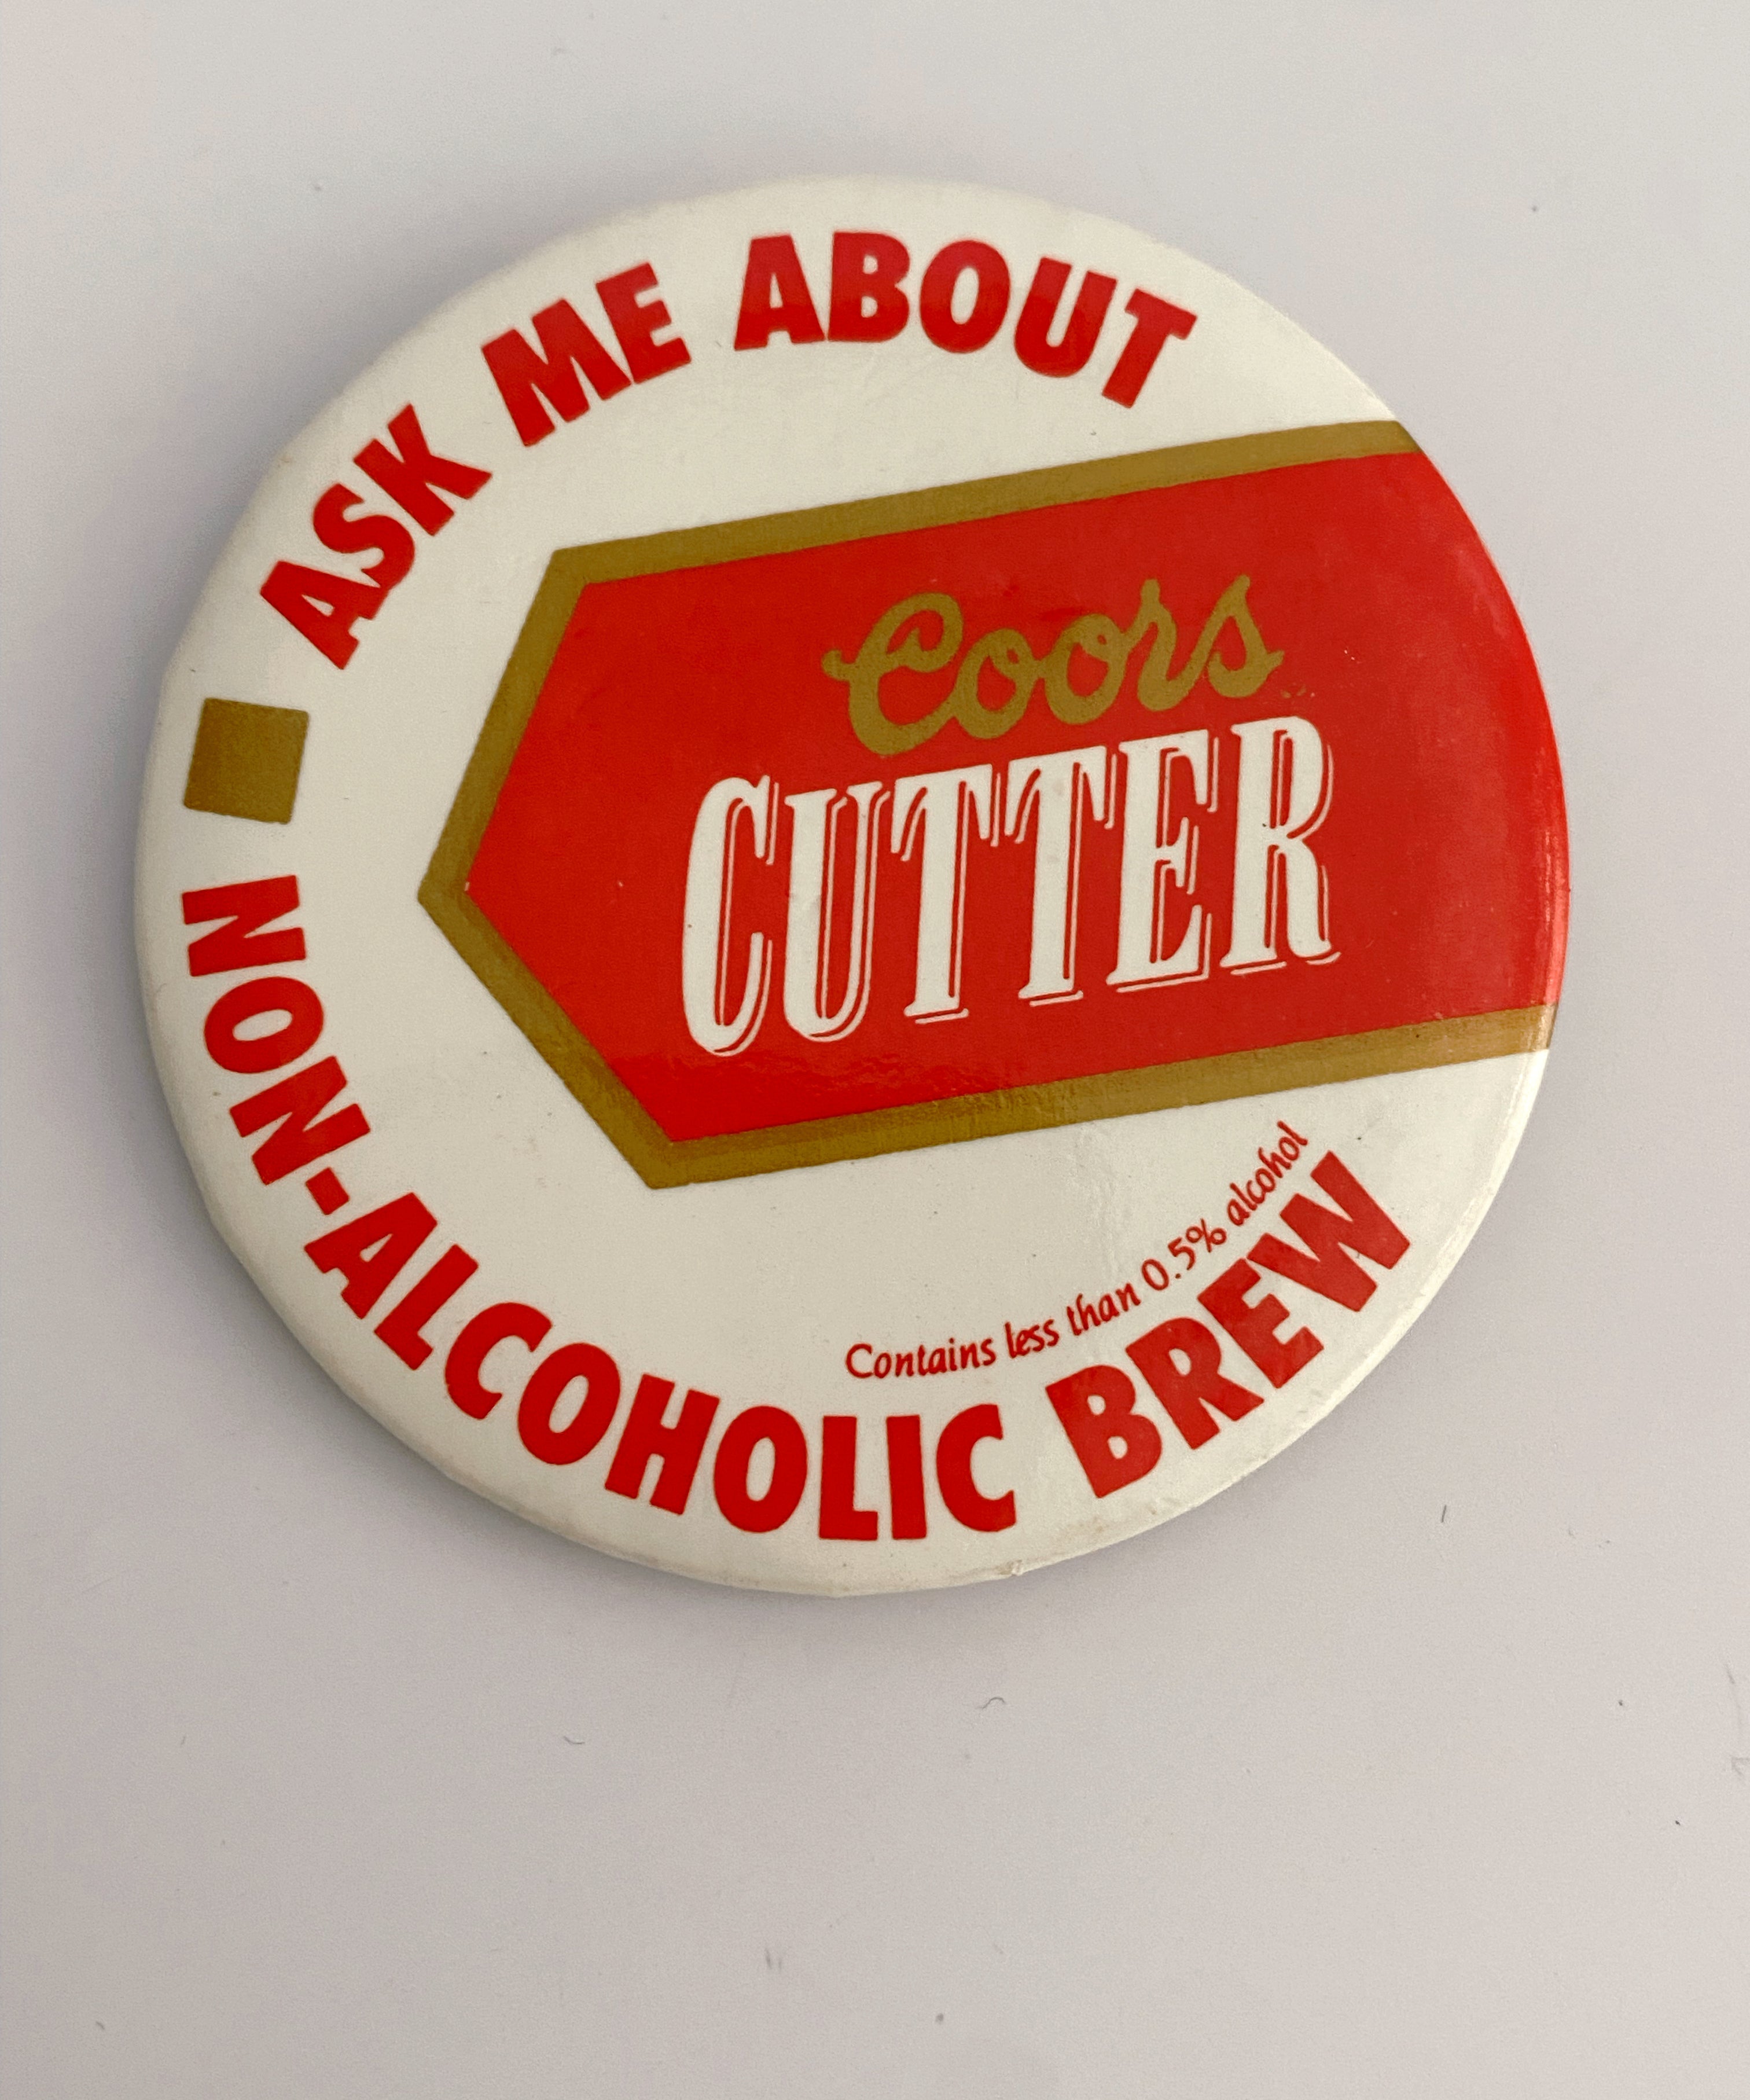 ASK ME ABOUT
Coors
CUTTER
Contains less than 0.5% alcohol
NON-ALCOHOLIC BREW